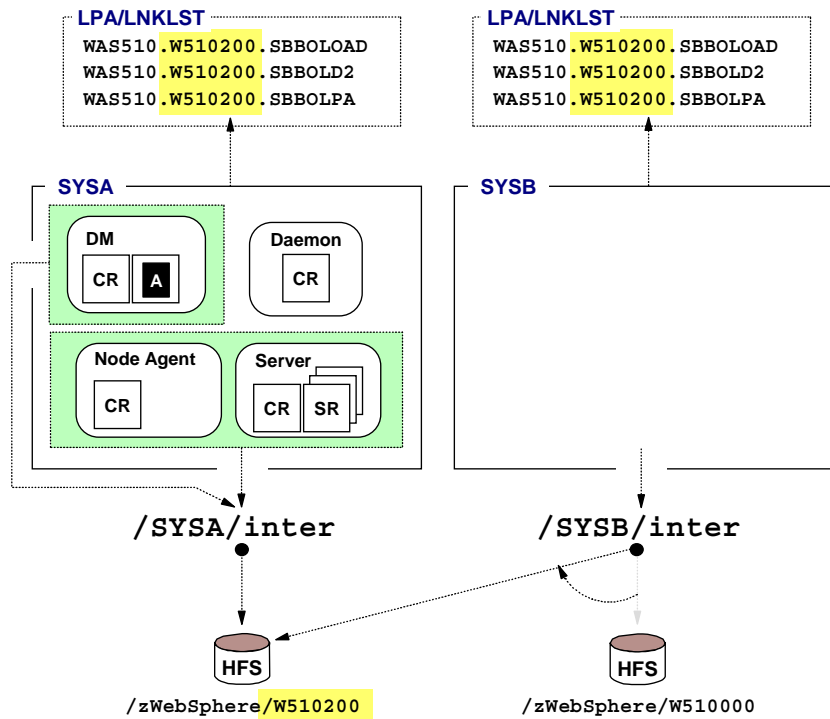 LPA/LNKLST
WAS510.W510200.SBBOLOAD
WAS510.W510200.SBBOLD2
WAS510.W510200.SBBOLPA
LPA/LNKLST
WAS510.W510200.SBBOLOAD
WAS510.W510200.SBBOLD2
WAS510.W510200.SBBOLPA
SYSA
DM
CR
A
Daemon
CR
Node Agent
CR
Server
CR
SR
SYSB
/SYSA/inter
/SYSB/inter
HFS
HFS
/zWebSphere/W510200
/zWebSphere/W510000